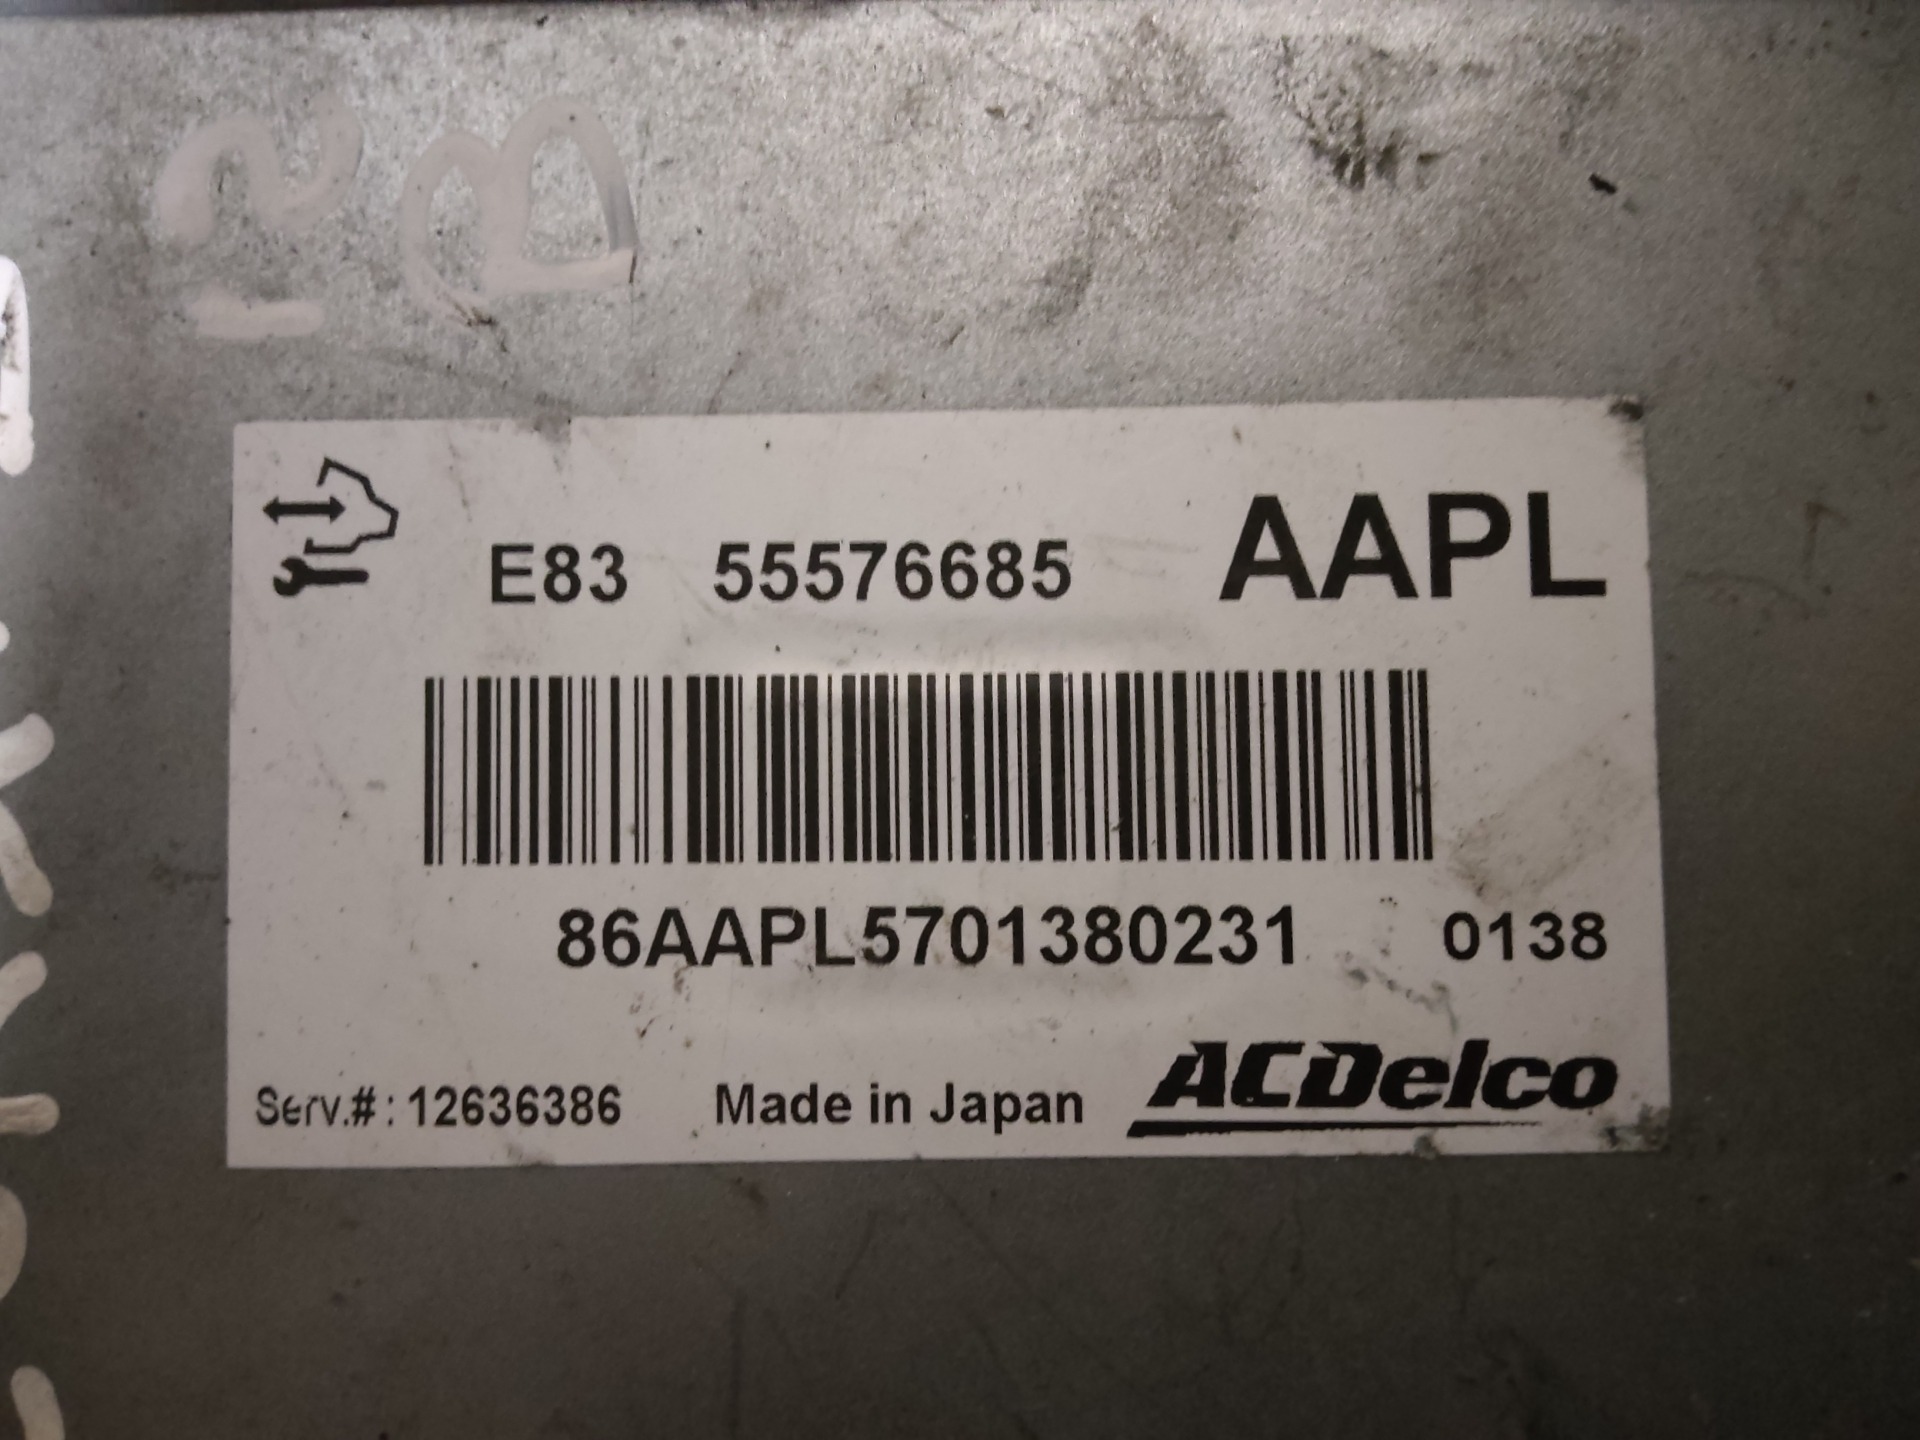 E83 55576685 AAPL
86AAPL5701380231 0138
Serv.#: 12636386 Made in Japan ACDelco